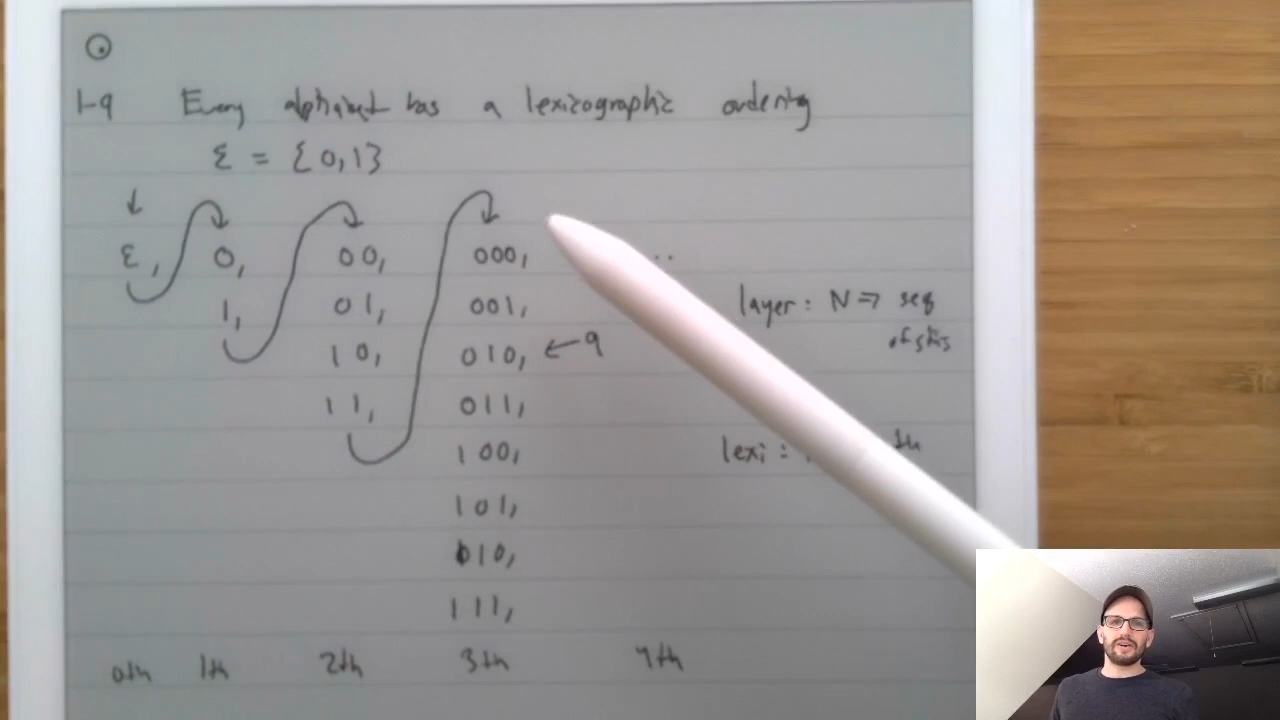 1-9 Every alphabet has a lexicographic ordering
Σ = {0,1}
ε, 0, 00, 000, ..
1, 01, 001, layer: N => seq
of strs
10, 010, ← 9
11, 011,
100, lexi :
101,
010,
111,
0th 1th 2th 3th 4th